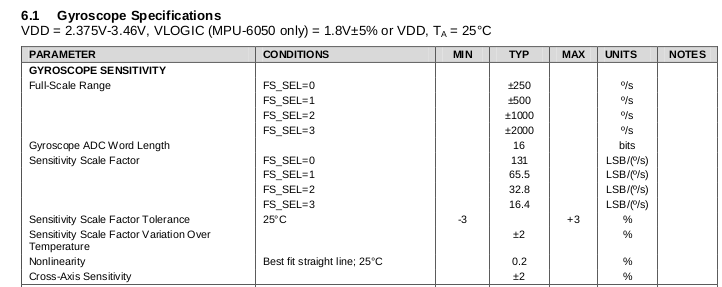 6.1 Gyroscope Specifications
VDD = 2.375V-3.46V, VLOGIC (MPU-6050 only) = 1.8V±5% or VDD, TA = 25°C
PARAMETER CONDITIONS MIN TYP MAX UNITS NOTES
GYROSCOPE SENSITIVITY
Full-Scale Range FS_SEL=0 ±250 º/s
FS_SEL=1 ±500 º/s
FS_SEL=2 ±1000 º/s
FS_SEL=3 ±2000 º/s
Gyroscope ADC Word Length 16 bits
Sensitivity Scale Factor FS_SEL=0 131 LSB/(º/s)
FS_SEL=1 65.5 LSB/(º/s)
FS_SEL=2 32.8 LSB/(º/s)
FS_SEL=3 16.4 LSB/(º/s)
Sensitivity Scale Factor Tolerance 25°C -3 +3 %
Sensitivity Scale Factor Variation Over ±2 %
Temperature
Nonlinearity Best fit straight line; 25°C 0.2 %
Cross-Axis Sensitivity ±2 %